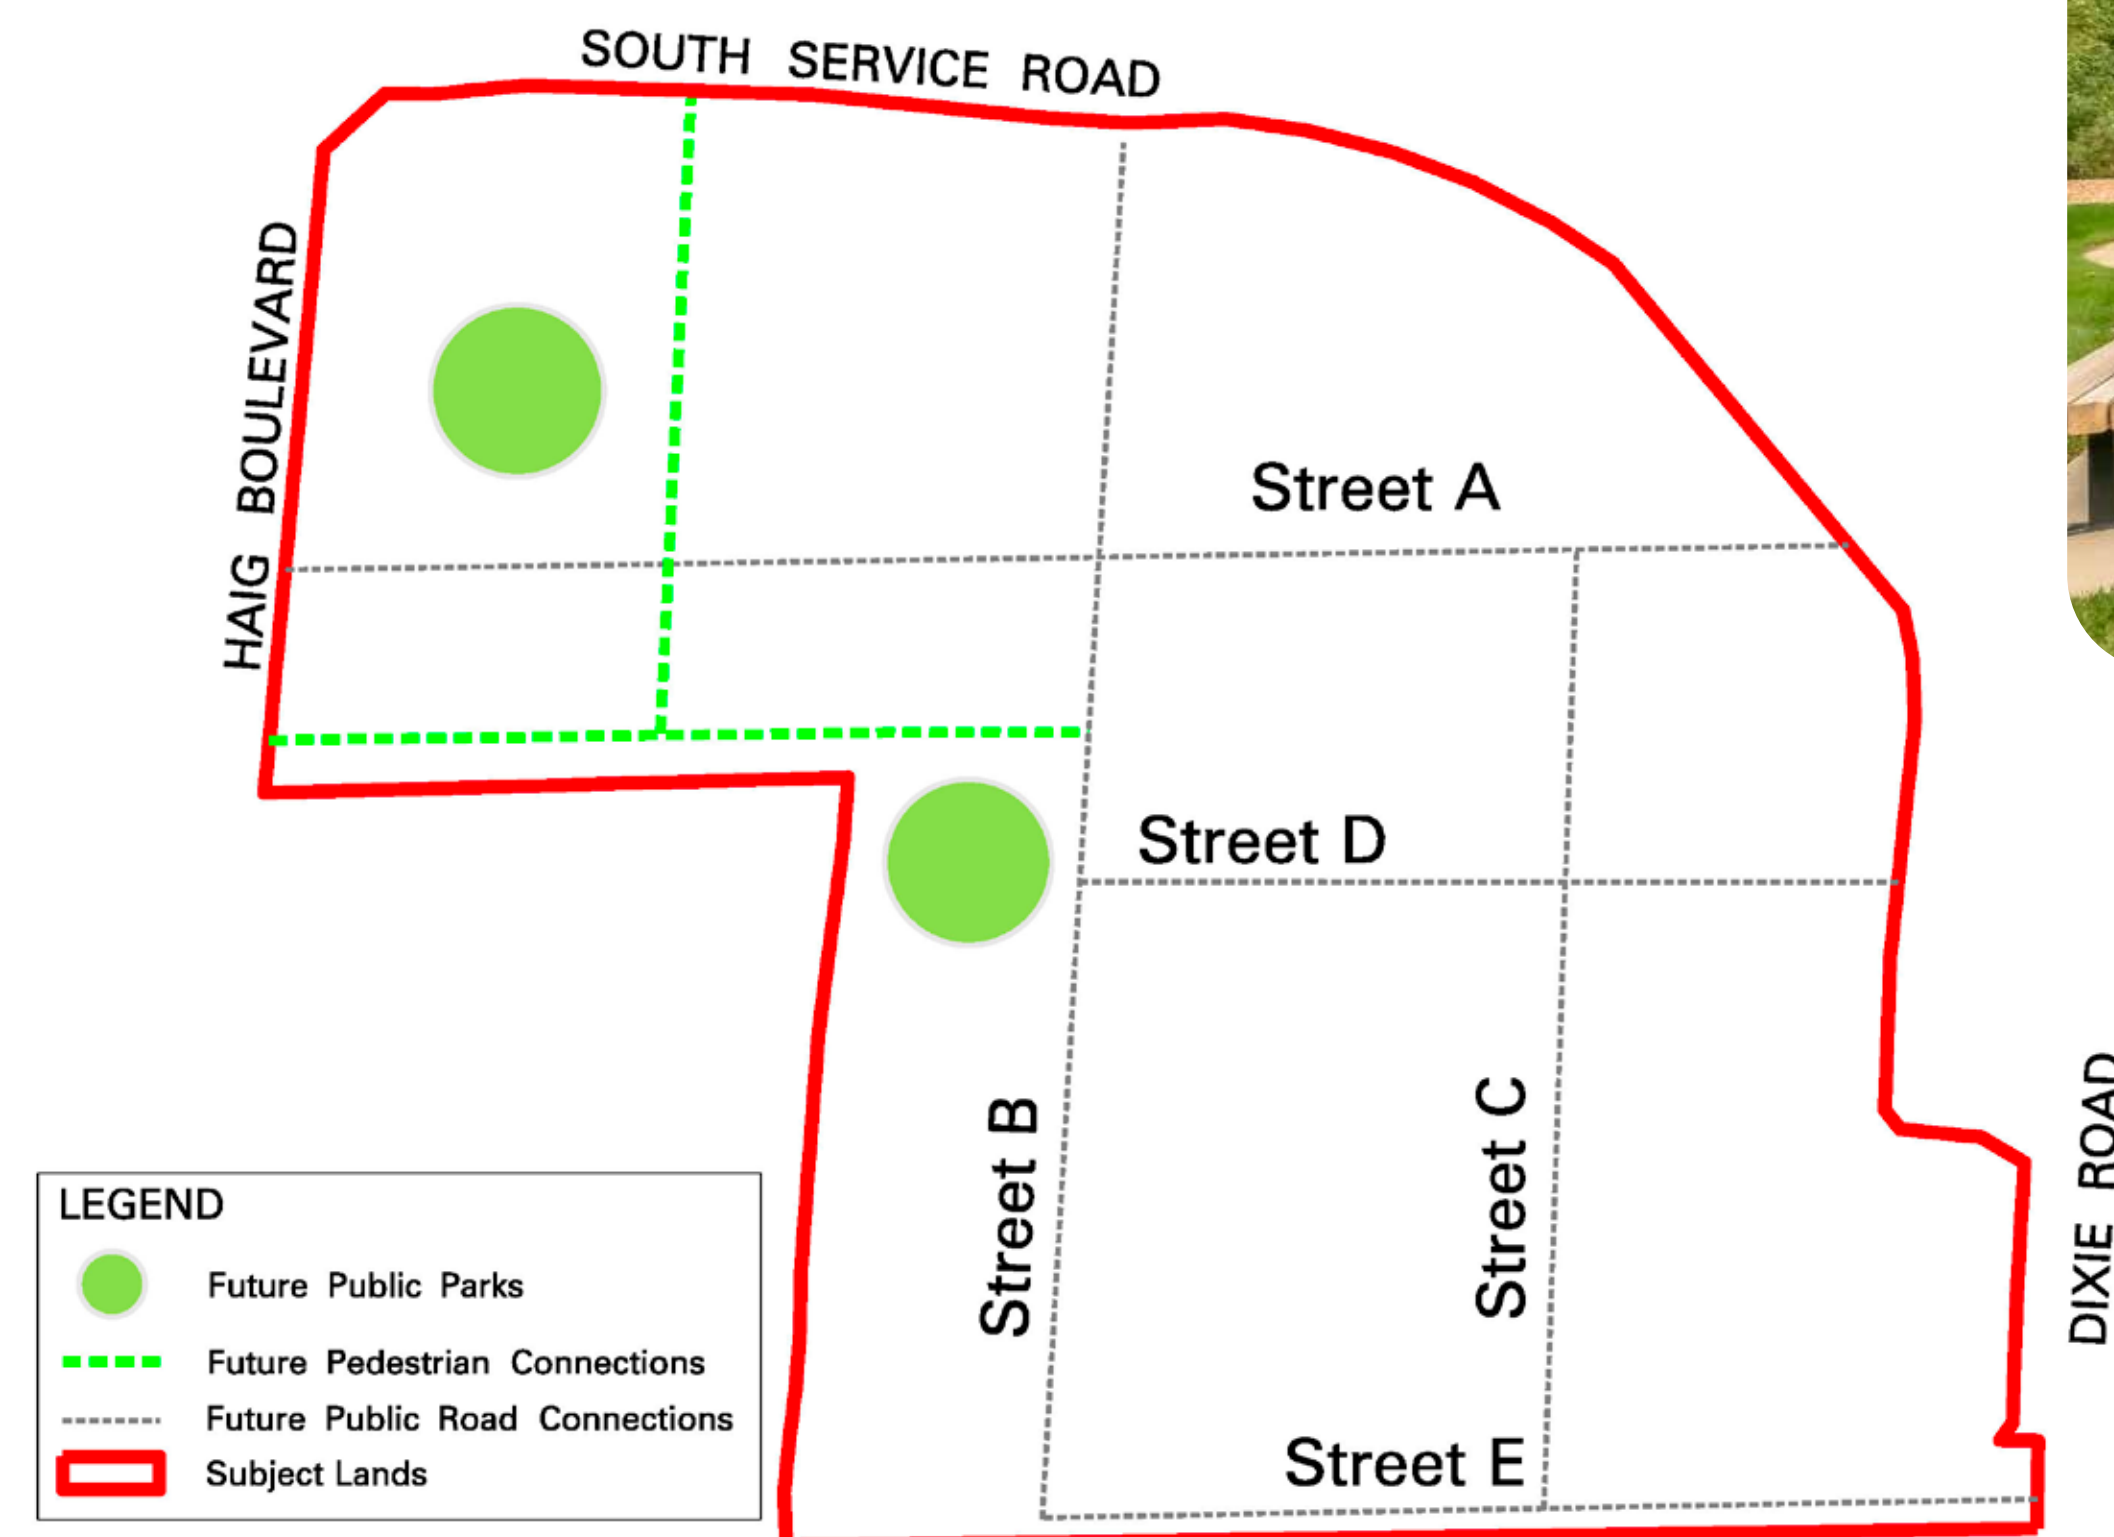 SOUTH SERVICE ROAD
HAIG BOULEVARD
Street A
Street D
Street B
Street C
DIXIE ROAD
Street E
LEGEND
Future Public Parks
Future Pedestrian Connections
Future Public Road Connections
Subject Lands